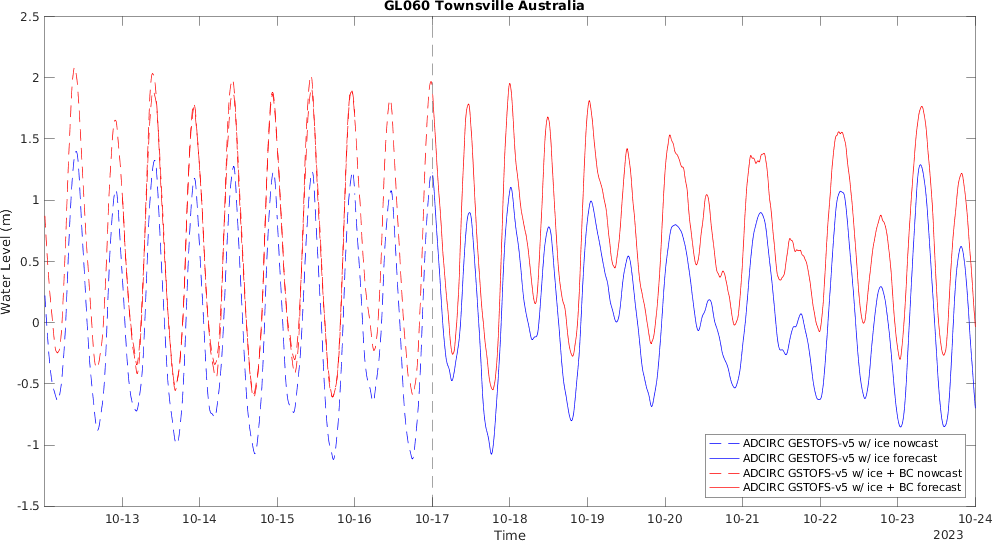 GL060 Townsville Australia
2.5
2
1.5
1
0.5
0
-0.5
-1
-1.5
Water Level (m)
10-13 10-14 10-15 10-16 10-17 10-18 10-19 10-20 10-21 10-22 10-23 10-24
Time
2023
ADCIRC GESTOFS-v5 w/ ice nowcast
ADCIRC GESTOFS-v5 w/ ice forecast
ADCIRC GSTOFS-v5 w/ ice + BC nowcast
ADCIRC GSTOFS-v5 w/ ice + BC forecast